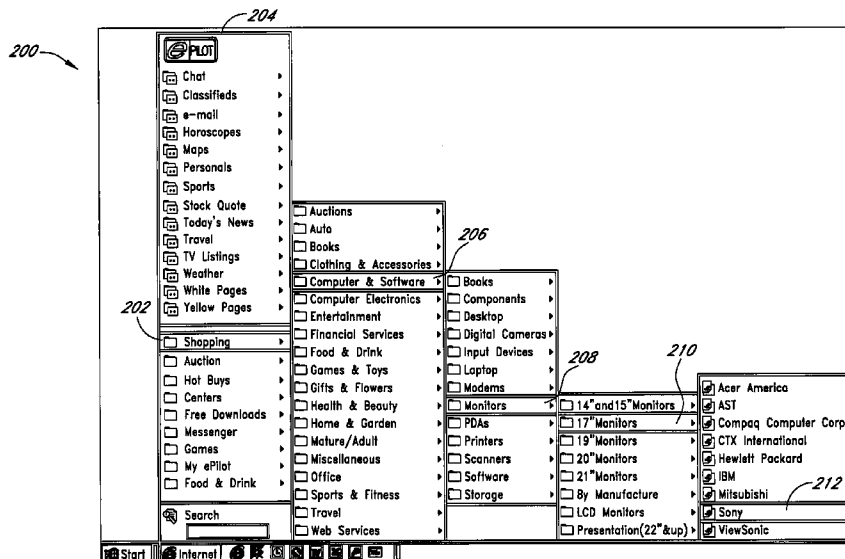 204
200
e PILOT
Chat
Classifieds
e-mail
Horoscopes
Maps
Personals
Sports
Stock Quote
Today's News
Travel
TV Listings
Weather
White Pages
Yellow Pages
202
Shopping
Auction
Hot Buys
Centers
Free Downloads
Messenger
Games
My ePilot
Food & Drink
Search
Auctions
Auto
Books
Clothing & Accessories
206
Computer & Software
Computer Electronics
Entertainment
Financial Services
Food & Drink
Games & Toys
Gifts & Flowers
Health & Beauty
Home & Garden
Mature/Adult
Miscellaneous
Office
Sports & Fitness
Travel
Web Services
Books
Components
Desktop
Digital Cameras
Input Devices
Laptop
Modems
208
Monitors
PDAs
Printers
Scanners
Software
Storage
210
14"and15"Monitors
17"Monitors
19"Monitors
20"Monitors
21"Monitors
By Manufacture
LCD Monitors
Presentation(22"&up)
Acer America
AST
Compaq Computer Corp
CTX International
Hewlett Packard
IBM
Mitsubishi
212
Sony
ViewSonic
Start
Internet